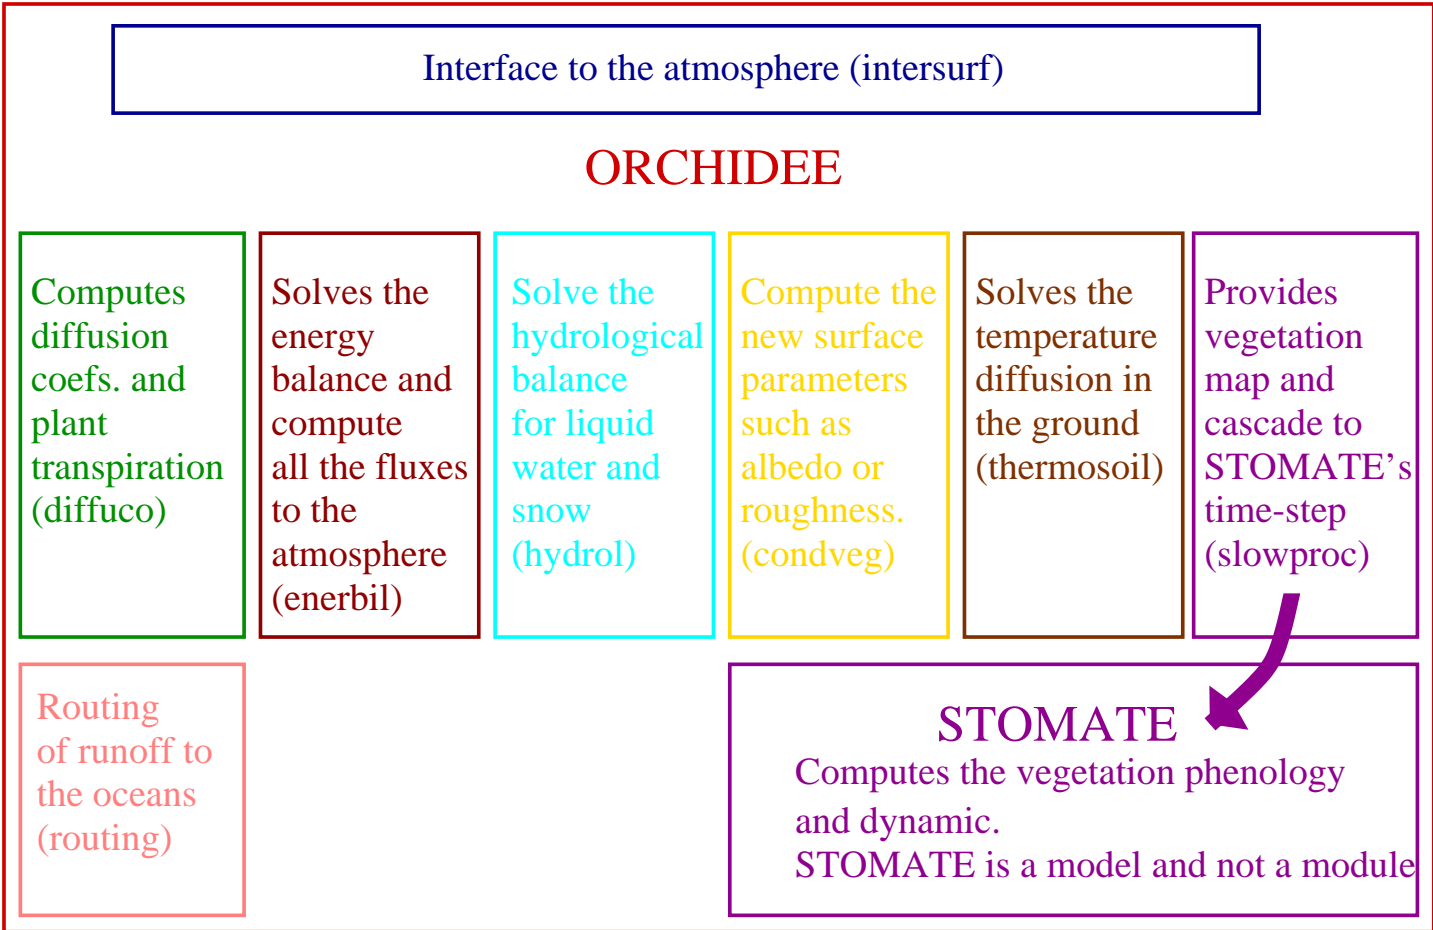 Interface to the atmosphere (intersurf)
ORCHIDEE
Computes
diffusion
coefs. and
plant
transpiration
(diffuco)
Solves the
energy
balance and
compute
all the fluxes
to the
atmosphere
(enerbil)
Solve the
hydrological
balance
for liquid
water and
snow
(hydrol)
Compute the
new surface
parameters
such as
albedo or
roughness.
(condveg)
Solves the
temperature
diffusion in
the ground
(thermosoil)
Provides
vegetation
map and
cascade to
STOMATE’s
time-step
(slowproc)
Routing
of runoff to
the oceans
(routing)
STOMATE
Computes the vegetation phenology
and dynamic.
STOMATE is a model and not a module